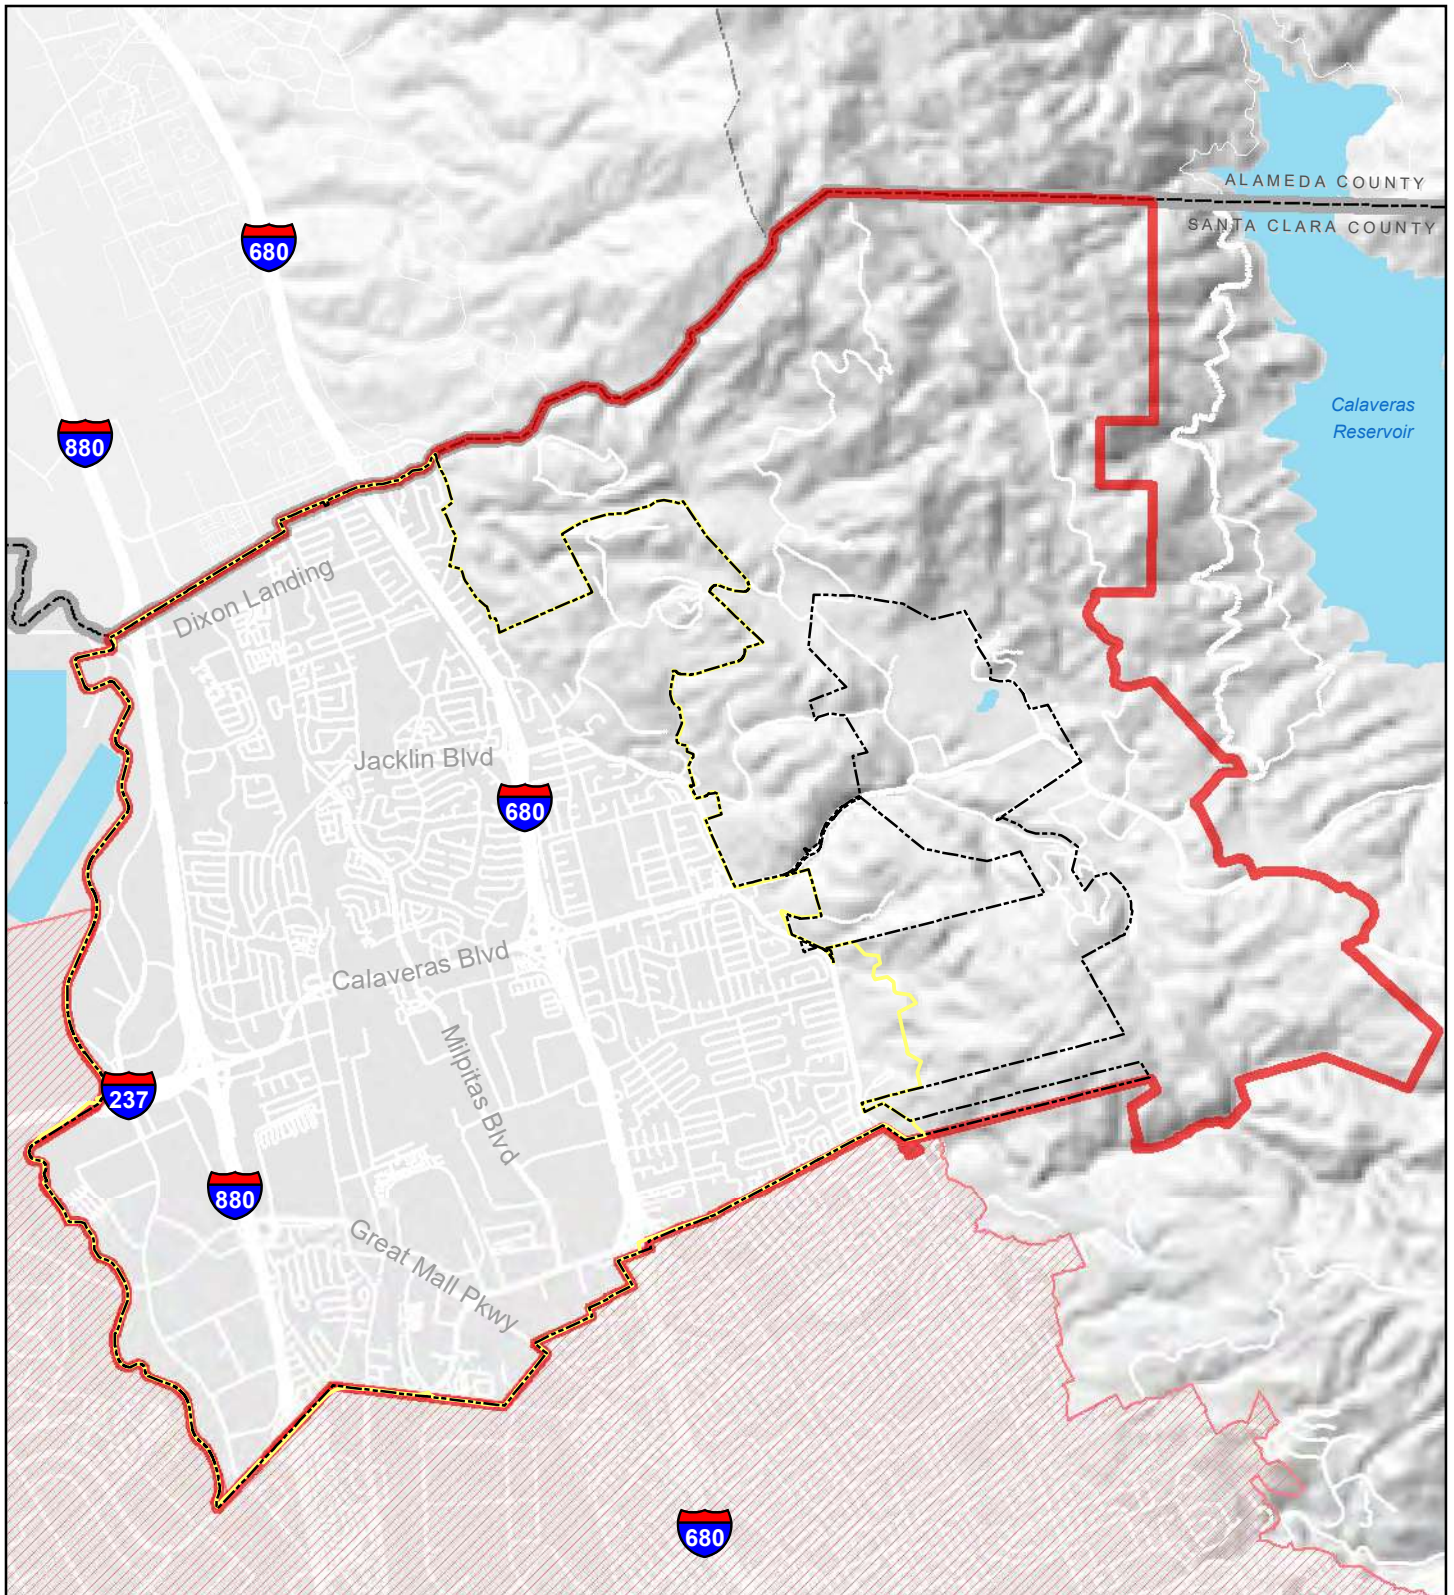 ALAMEDA COUNTY
SANTA CLARA COUNTY
680
Calaveras
Reservoir
880
Dixon Landing
Jacklin Blvd
680
Calaveras Blvd
Milpitas Blvd
237
880
Great Mall Pkwy
680